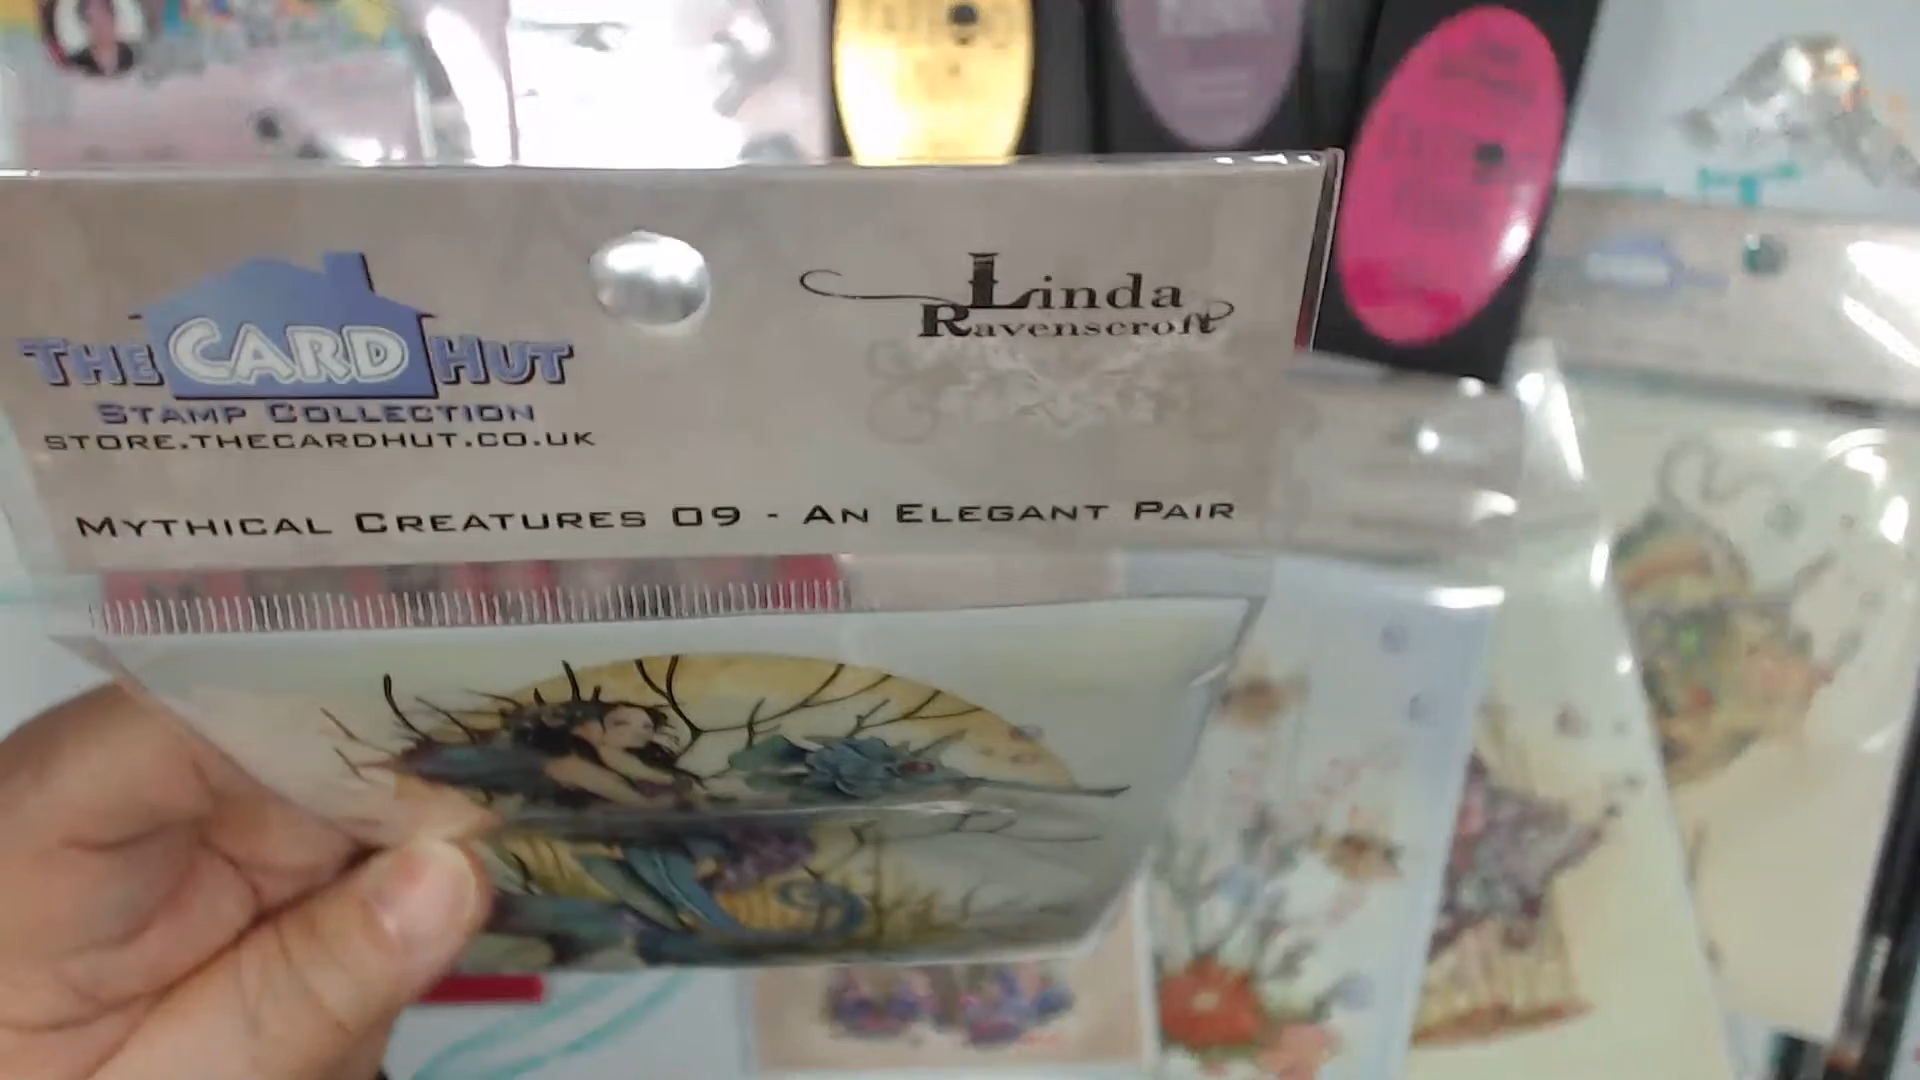 THE CARD HUT
STAMP COLLECTION
STORE.THECARDHUT.CO.UK
Linda
Ravenscroft
MYTHICAL CREATURES 09 - AN ELEGANT PAIR